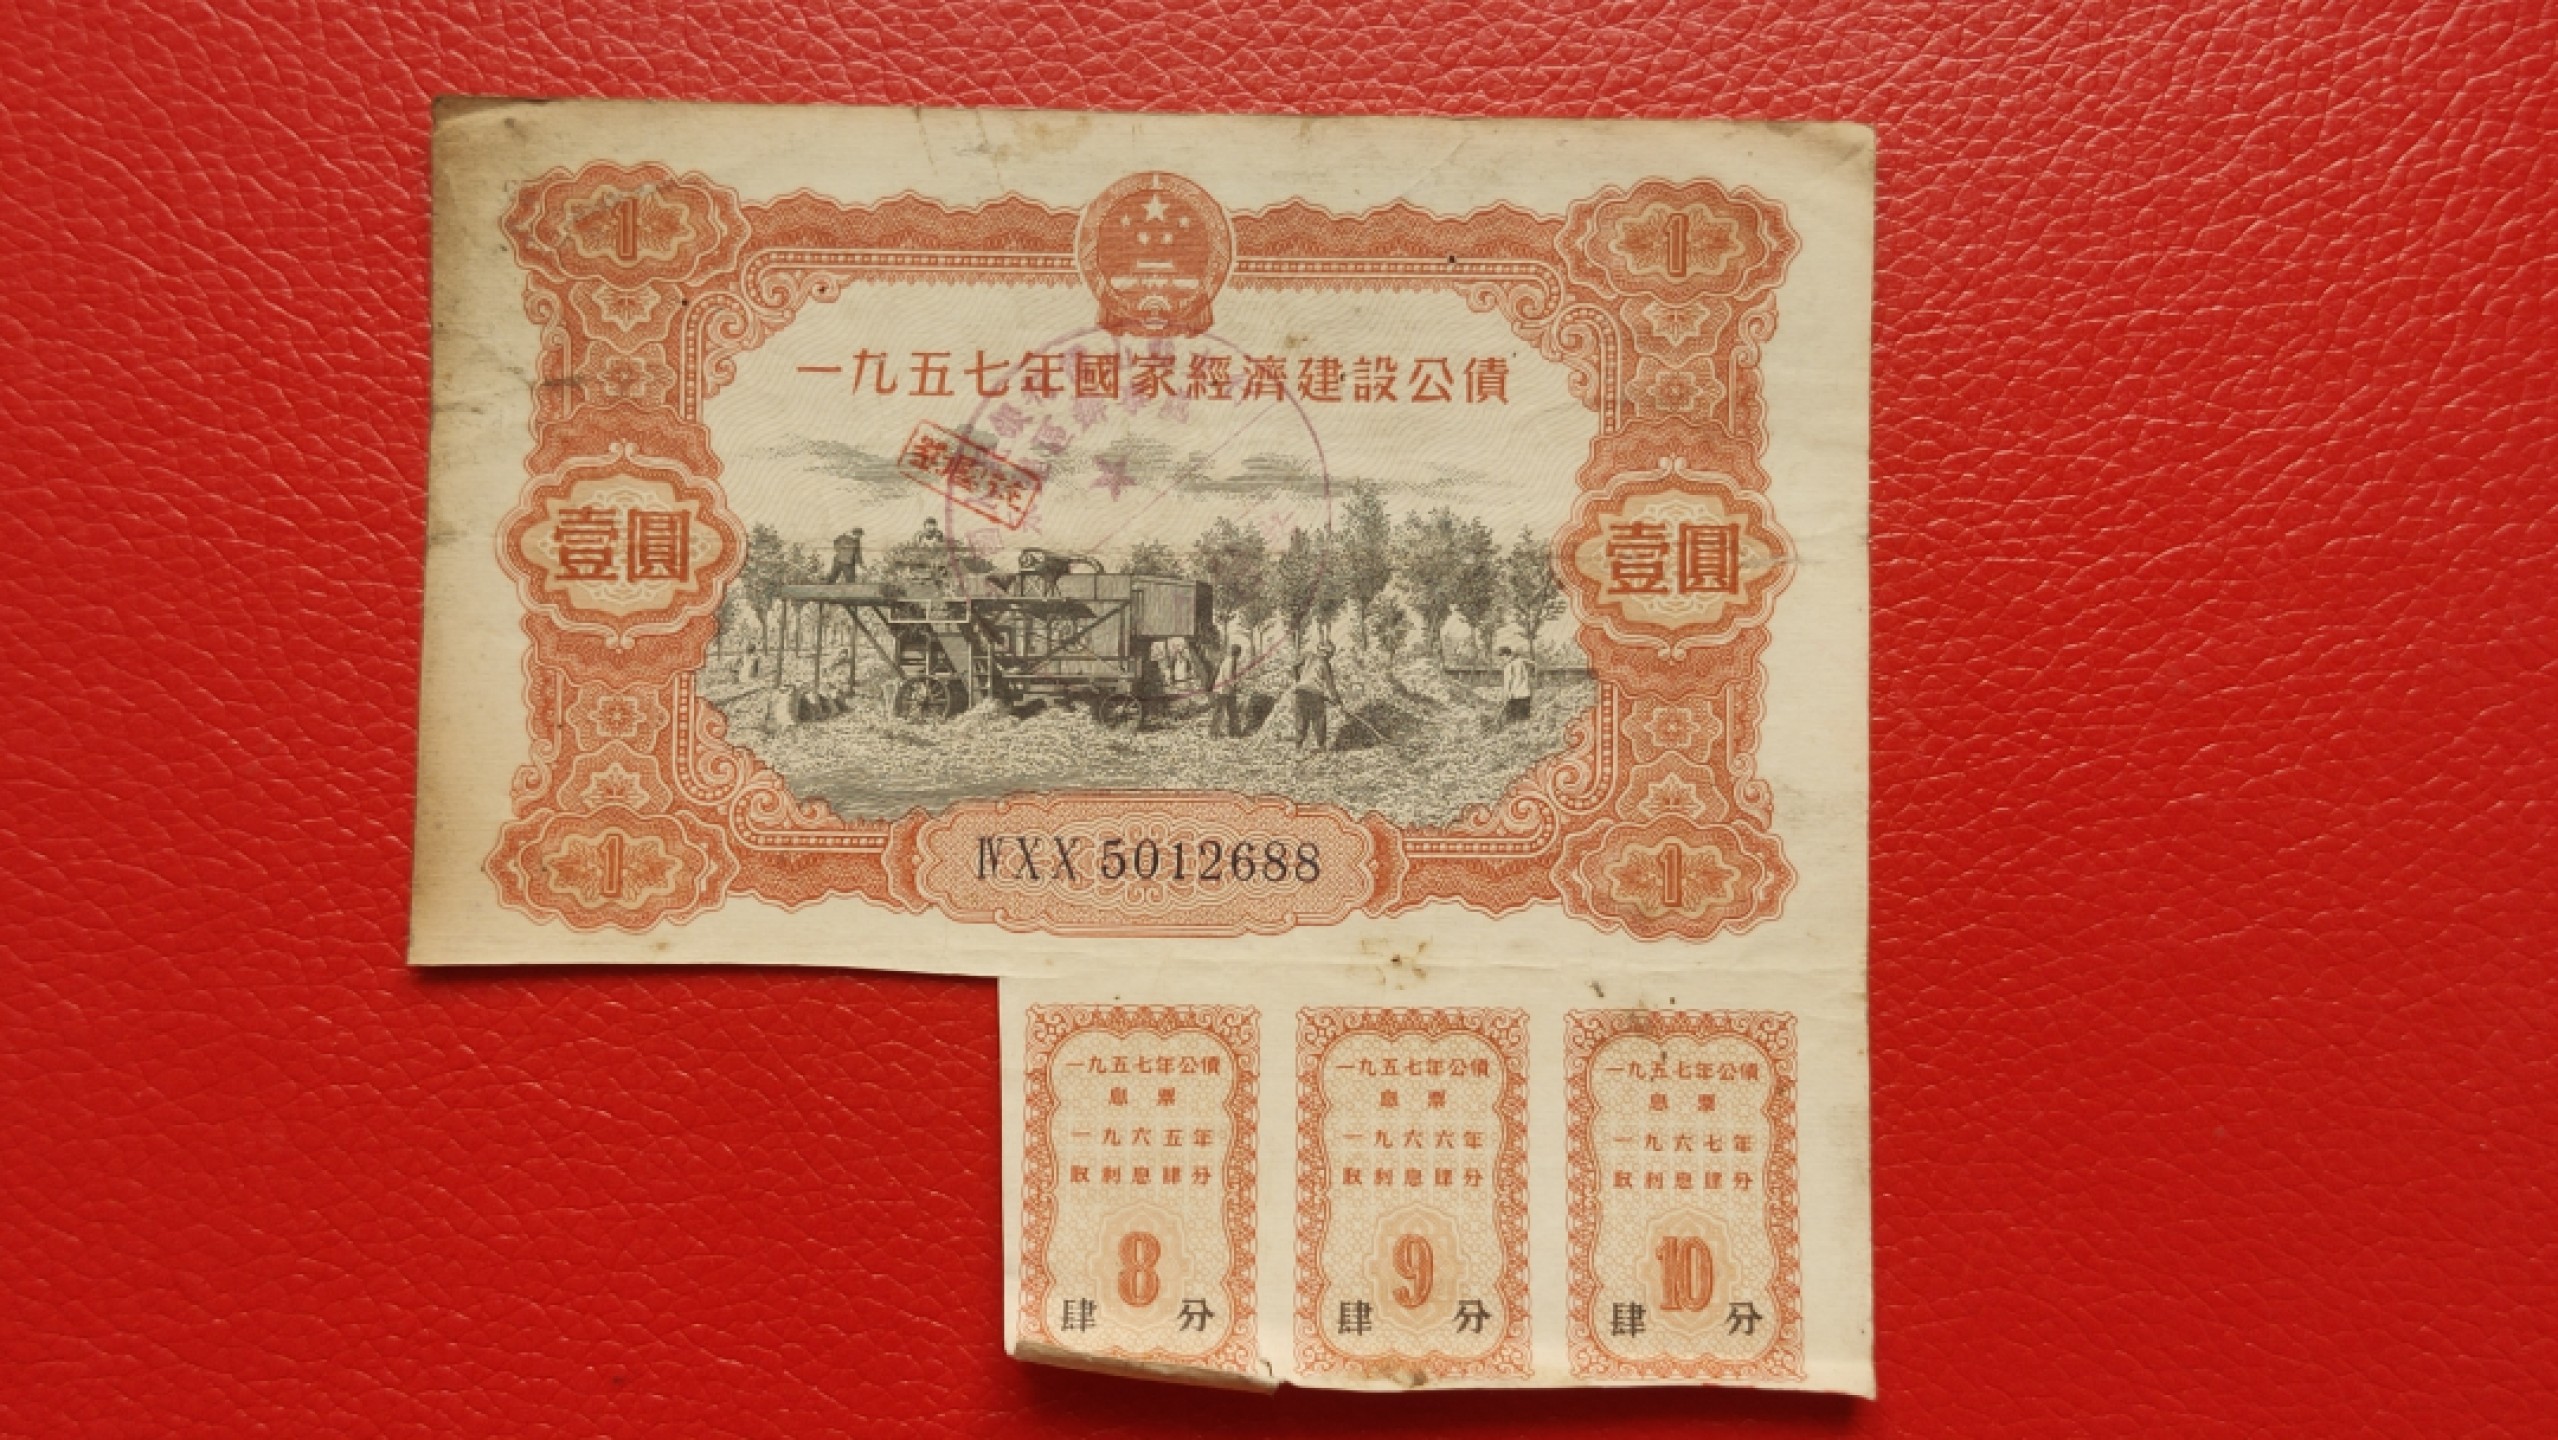 1 1
一九五七年國家經濟建設公債
壹圓 壹圓
ⅣXX 5012688
1 1
一九五七年公債
息票
一九六五年
取利息肆分
8
肆 分
一九五七年公債
息票
一九六六年
取利息肆分
9
肆 分
一九五七年公債
息票
一九六七年
取利息肆分
10
肆 分